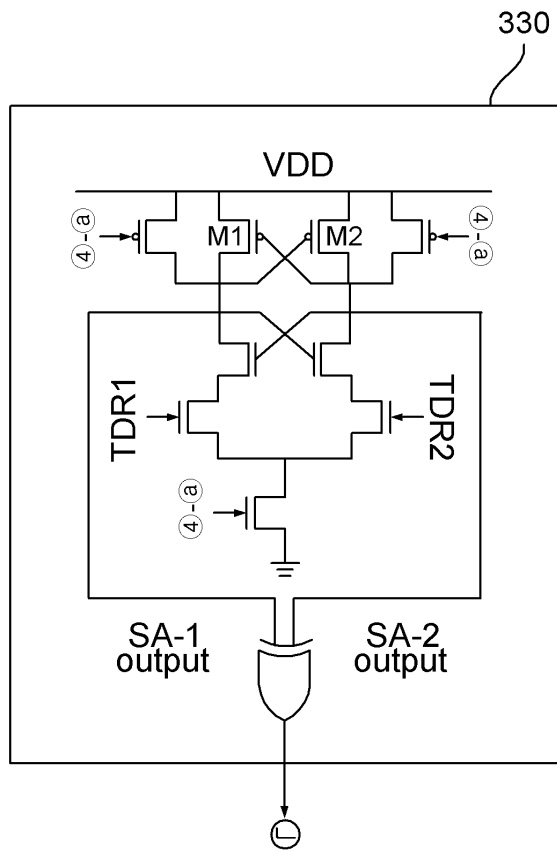 330
VDD
④-ⓐ
M1
M2
④-ⓐ
TDR1
TDR2
④-ⓐ
SA-1
output
SA-2
output